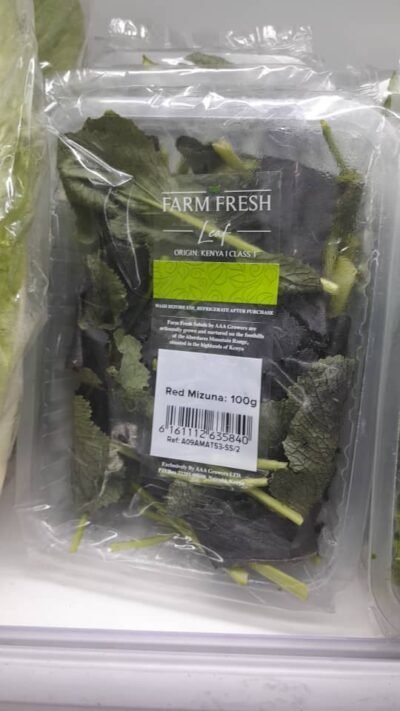 FARM FRESH
Leaf
ORIGIN: KENYA | CLASS 1
WASH BEFORE USE, REFRIGERATE AFTER PURCHASE
Farm Fresh Salads by AAA Growers are
artisanally grown and nurtured on the foothills
of the Aberdares Mountain Range,
situated in the highlands of Kenya
Red Mizuna: 100g
6 161112 635840
Ref: A09AMAT53-55/2
Exclusively By AAA Growers LTD.
Nairobi, Kenya